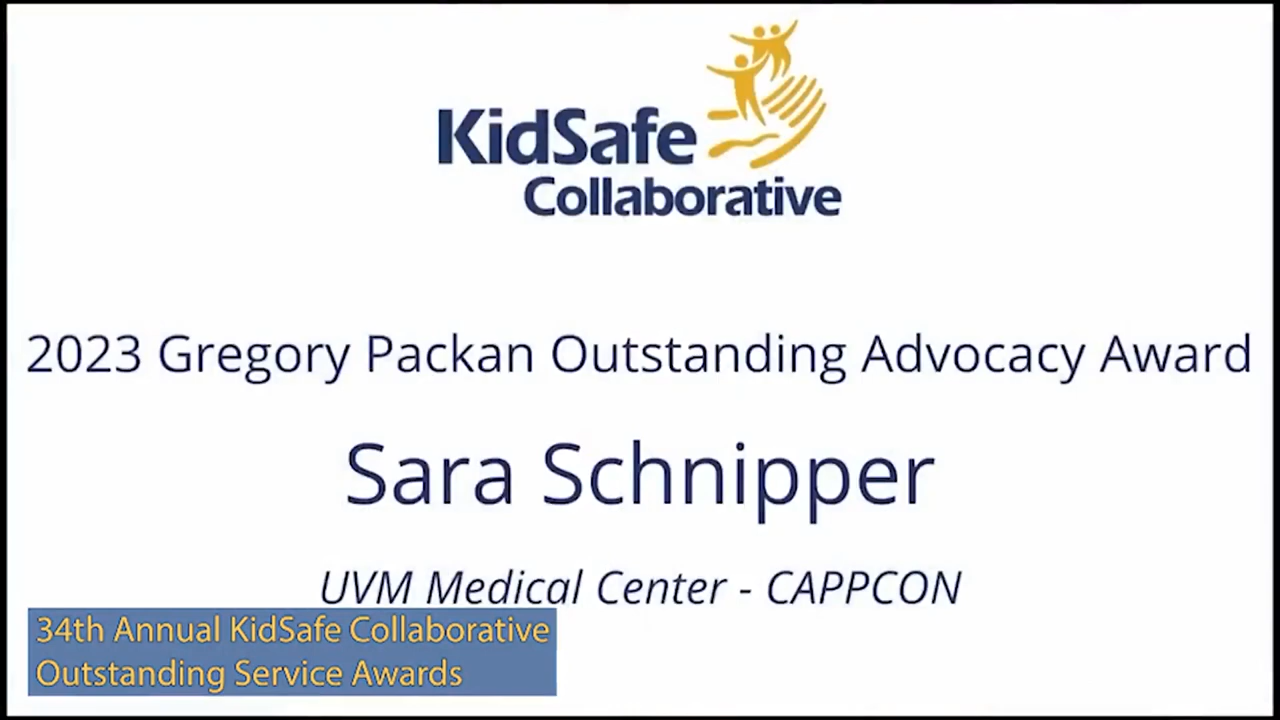 KidSafe
Collaborative
2023 Gregory Packan Outstanding Advocacy Award
Sara Schnipper
UVM Medical Center - CAPPCON
34th Annual KidSafe Collaborative
Outstanding Service Awards